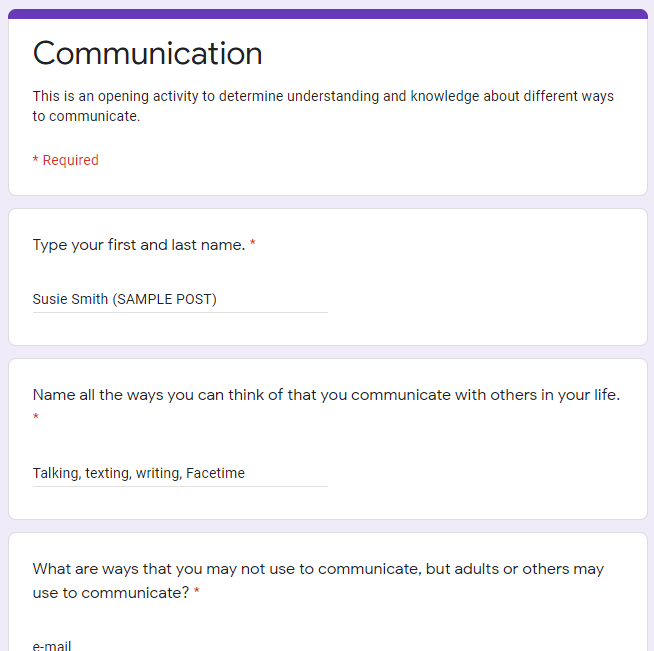 Communication
This is an opening activity to determine understanding and knowledge about different ways
to communicate.
* Required
Type your first and last name. *
Susie Smith (SAMPLE POST)
Name all the ways you can think of that you communicate with others in your life.
*
Talking, texting, writing, Facetime
What are ways that you may not use to communicate, but adults or others may
use to communicate? *
e-mail